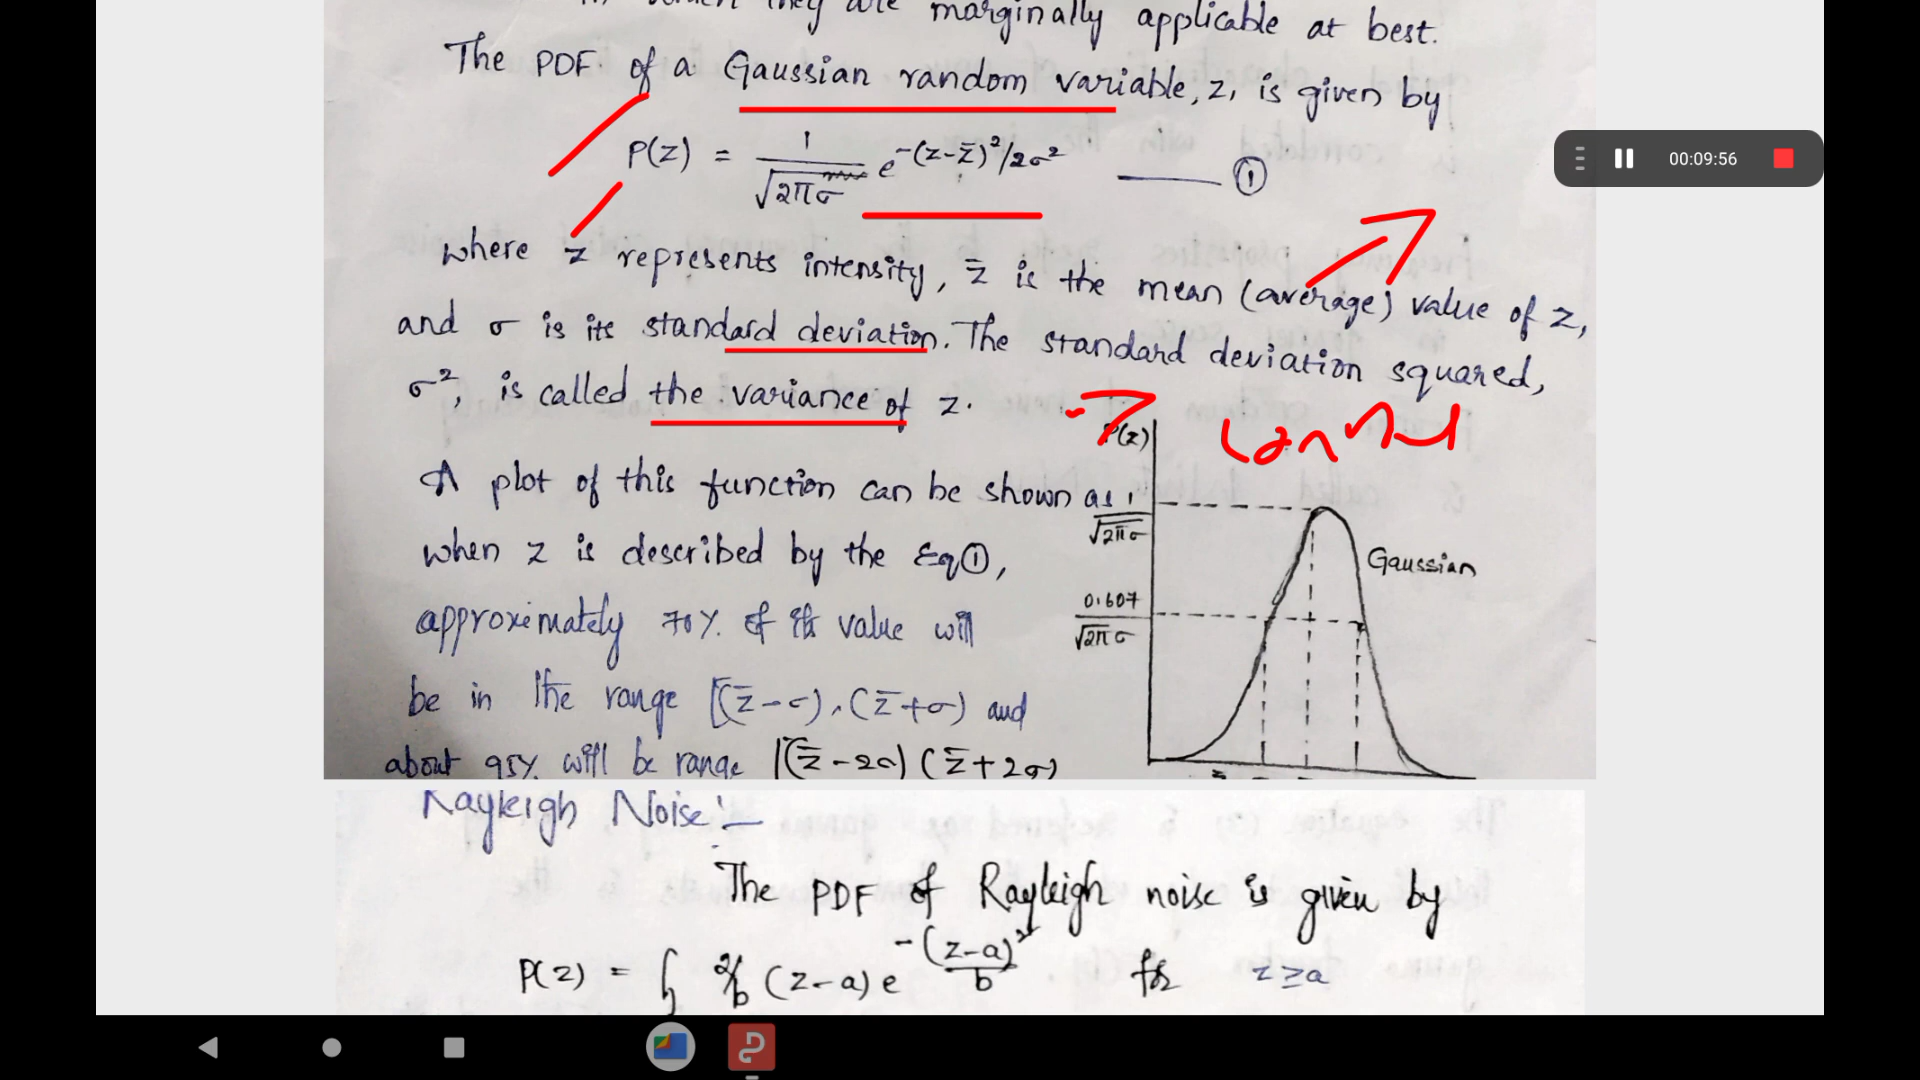 they are marginally applicable at best.
The PDF of a Gaussian random variable, z, is given by
P(z) = 1/√2πσ e^-(z-z̄)²/2σ² ——— ①
00:09:56
where z represents intensity, z̄ is the mean (average) value of z,
and σ is its standard deviation. The standard deviation squared,
σ², is called the variance of z.
A plot of this function can be shown as
when z is described by the Eq①,
approximately 70% of its value will
be in the range [(z̄-σ), (z̄+σ) and
about 95% will be range [(z̄-2σ) (z̄+2σ)
P(z)
1/√2πσ
0.607/√2πσ
Gaussian
Rayleigh Noise:-
The PDF of Rayleigh noise is given by
P(z) = { 2/b (z-a) e^-(z-a)²/b for z≥a